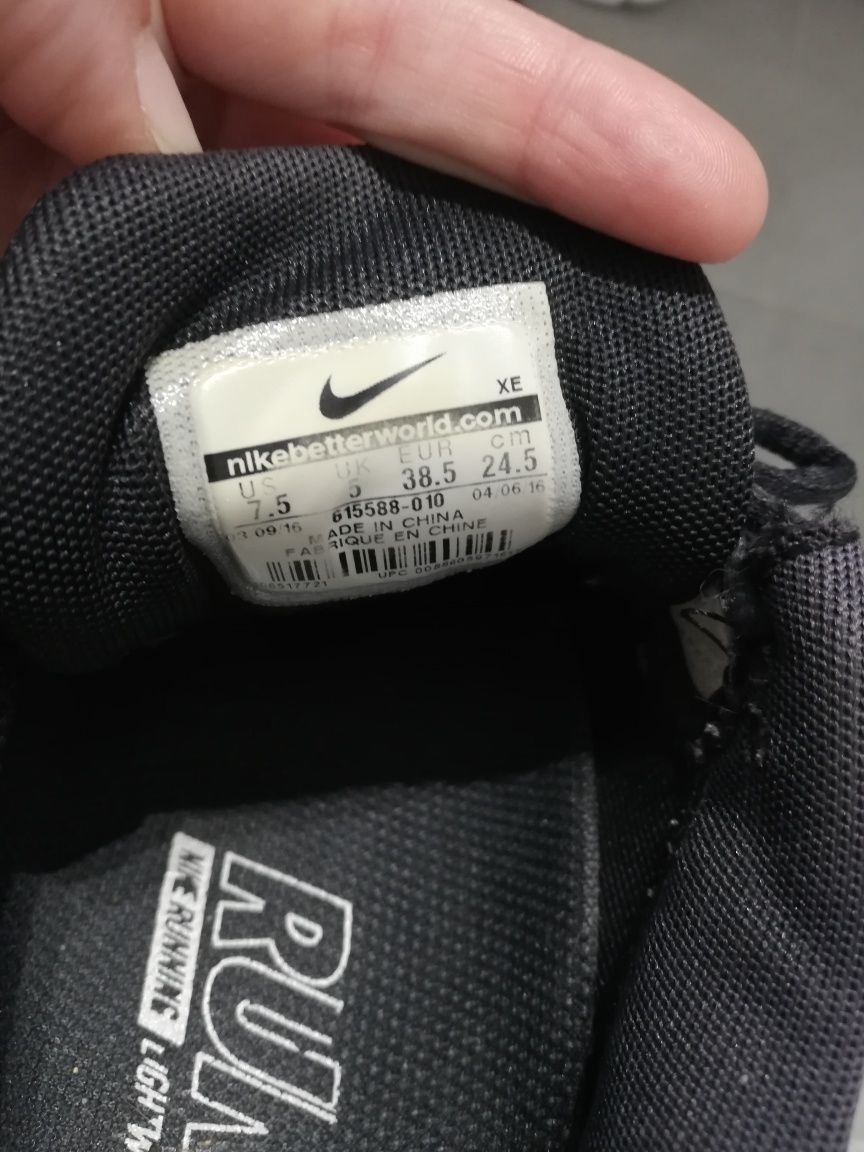 XE
nikebetterworld.com
US UK EUR cm
7.5 5 38.5 24.5
03 09/16 615588-010 04/06/16
MADE IN CHINA
FABRIQUE EN CHINE
UPC
NIKE RUNNING
RUN